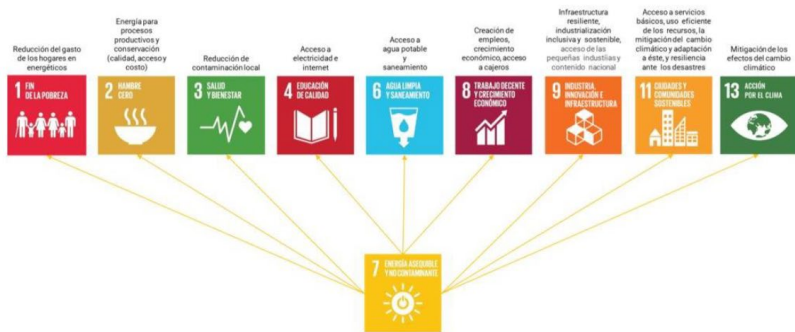 Reducción del gasto
de los hogares en
energéticos
1 FIN
DE LA POBREZA
Energía para
procesos
productivos y
conservación
(calidad, acceso y
costo)
2 HAMBRE
CERO
Reducción de
contaminación local
3 SALUD
Y BIENESTAR
Acceso a
electricidad e
internet
4 EDUCACIÓN
DE CALIDAD
Acceso a
agua potable
y
saneamiento
6 AGUA LIMPIA
Y SANEAMIENTO
Creación de
empleos,
crecimiento
económico, acceso
a cajeros
8 TRABAJO DECENTE
Y CRECIMIENTO
ECONÓMICO
Infraestructura
resiliente,
industrialización
inclusiva y sostenible,
acceso de las
pequeñas industrias y
contenido nacional
9 INDUSTRIA,
INNOVACIÓN E
INFRAESTRUCTURA
Acceso a servicios
básicos, uso eficiente
de los recursos, la
mitigación del cambio
climático y adaptación
a éste, y resiliencia
ante los desastres
11 CIUDADES Y
COMUNIDADES
SOSTENIBLES
Mitigación de los
efectos del cambio
climático
13 ACCIÓN
POR EL CLIMA
7 ENERGÍA ASEQUIBLE
Y NO CONTAMINANTE